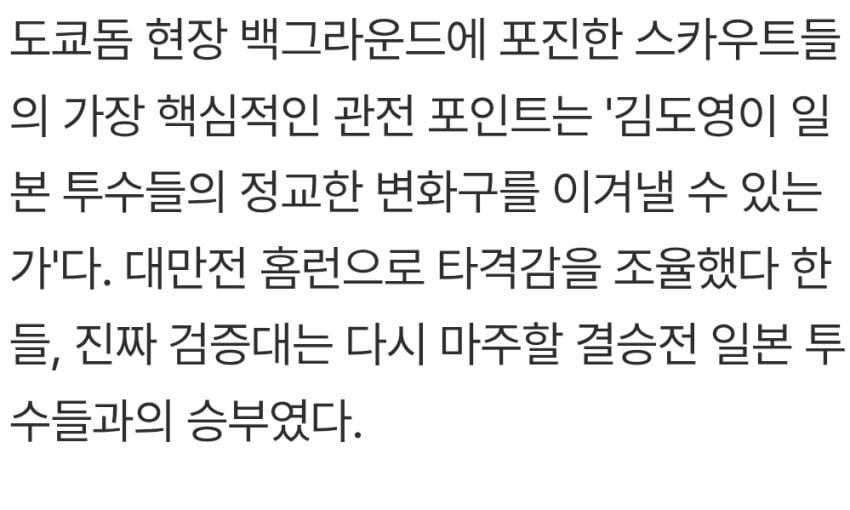 도쿄돔 현장 백그라운드에 포진한 스카우트들
의 가장 핵심적인 관전 포인트는 '김도영이 일
본 투수들의 정교한 변화구를 이겨낼 수 있는
가'다. 대만전 홈런으로 타격감을 조율했다 한
들, 진짜 검증대는 다시 마주할 결승전 일본 투
수들과의 승부였다.